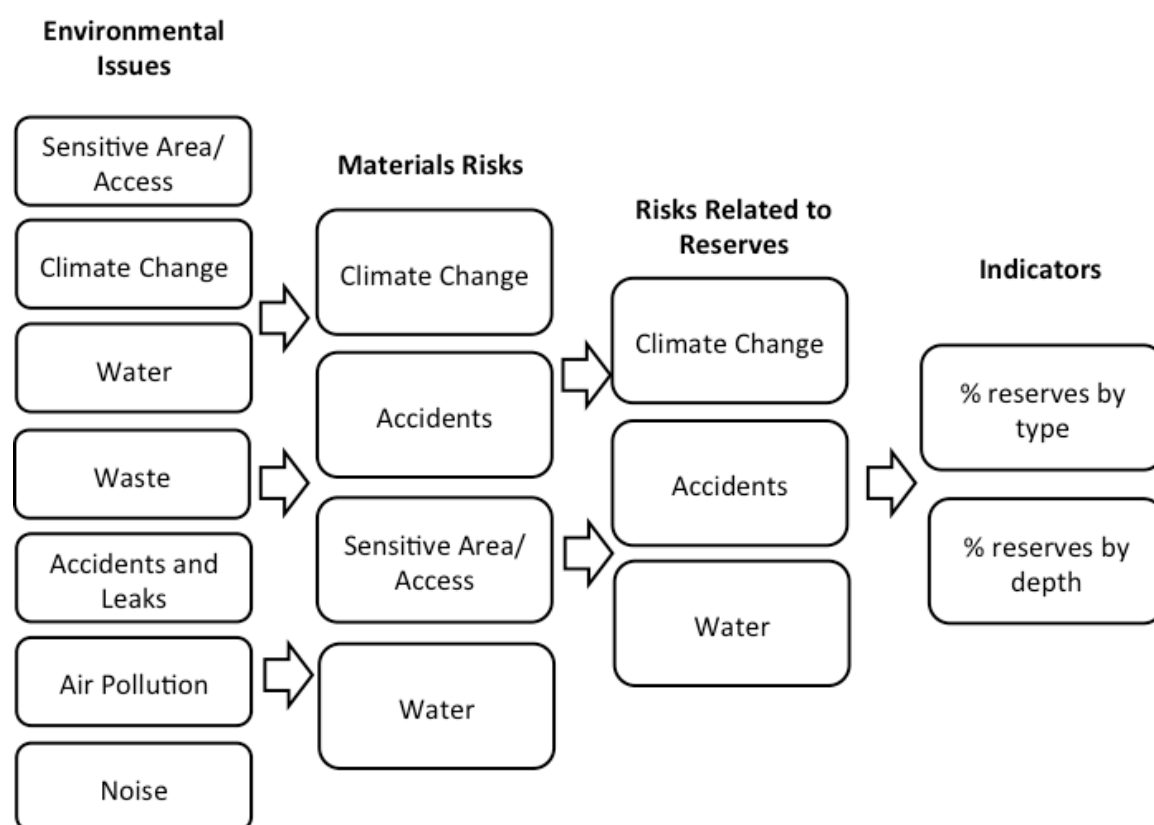 Environmental
Issues
Sensitive Area/
Access
Climate Change
Water
Waste
Accidents and
Leaks
Air Pollution
Noise
Materials Risks
Climate Change
Accidents
Sensitive Area/
Access
Water
Risks Related to
Reserves
Climate Change
Accidents
Water
Indicators
% reserves by
type
% reserves by
depth